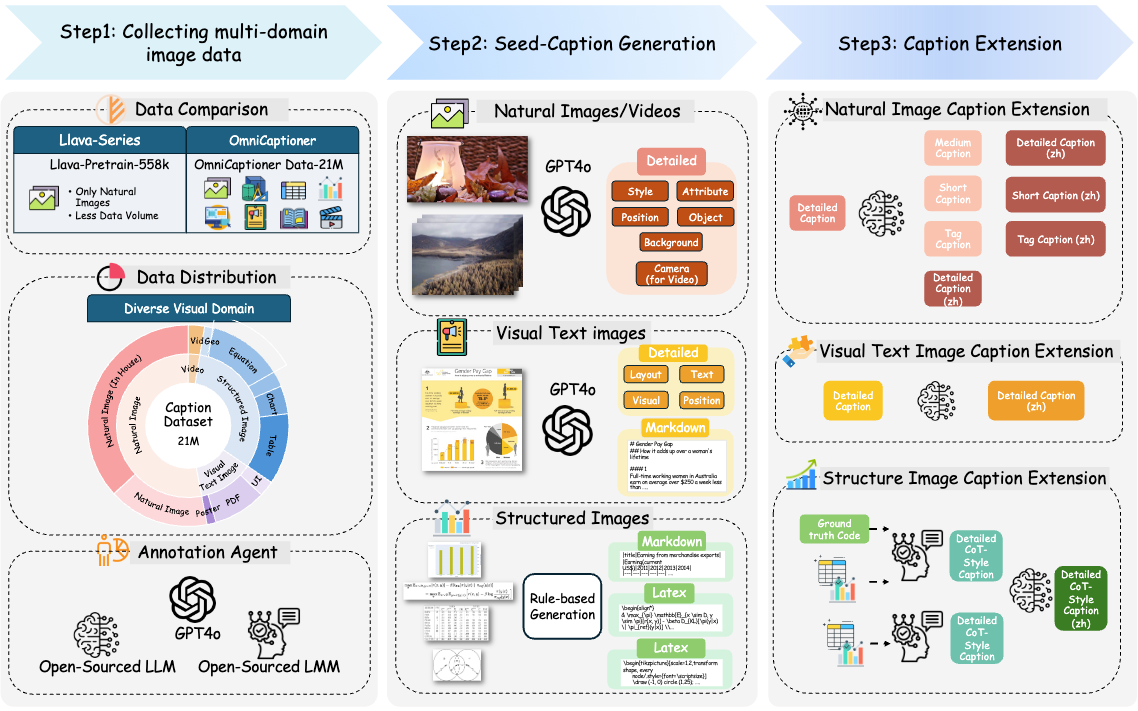 Step1: Collecting multi-domain
image data
Step2: Seed-Caption Generation
Step3: Caption Extension
Data Comparison
Llava-Series
OmniCaptioner
Llava-Pretrain-558k
OmniCaptioner Data-21M
• Only Natural
Images
• Less Data Volume
Data Distribution
Diverse Visual Domain
Vid
Geo
Equation
Chart
Table
UI
PDF
Poster
Natural Image
Natural Image (In House)
Video
Structured Image
Visual
Text Image
Natural Image
Caption
Dataset
21M
Annotation Agent
GPT4o
Open-Sourced LLM
Open-Sourced LMM
Natural Images/Videos
GPT4o
Detailed
Style
Attribute
Position
Object
Background
Camera
(for Video)
Visual Text images
Gender Pay Gap
1
2
GPT4o
Detailed
Layout
Text
Visual
Position
Markdown
# Gender Pay Gap
## How it adds up over a woman's
lifetime
#### 1
Full-time working women in Australia
earn on average over $250 a week less
than ....
Structured Images
Rule-based
Generation
Markdown
|title|Earning from merchandise exports|
|Earning(current
US$)|2011|2012|2013|2014|
Latex
\begin{align*}
& \max_{\pi} \mathbb{E}_{x \sim D, y
\sim \pi}[r(x, y)] - \beta D_{KL}[\pi(y|x)
\| \pi_{ref}(y|x)] \\...
Latex
\begin{tikzpicture}[scale=1.2,transform
shape, every
node/.style={font=\scriptsize}]
\draw (-1, 0) circle (1.25); ....
Natural Image Caption Extension
Detailed
Caption
Medium
Caption
Detailed Caption
(zh)
Short
Caption
Short Caption (zh)
Tag
Caption
Tag Caption (zh)
Detailed
Caption
(zh)
Visual Text Image Caption Extension
Detailed
Caption
Detailed Caption
(zh)
Structure Image Caption Extension
Ground
truth Code
Detailed
CoT-
Style
Caption
Detailed
CoT-
Style
Caption
Detailed
CoT-
Style
Caption
(zh)